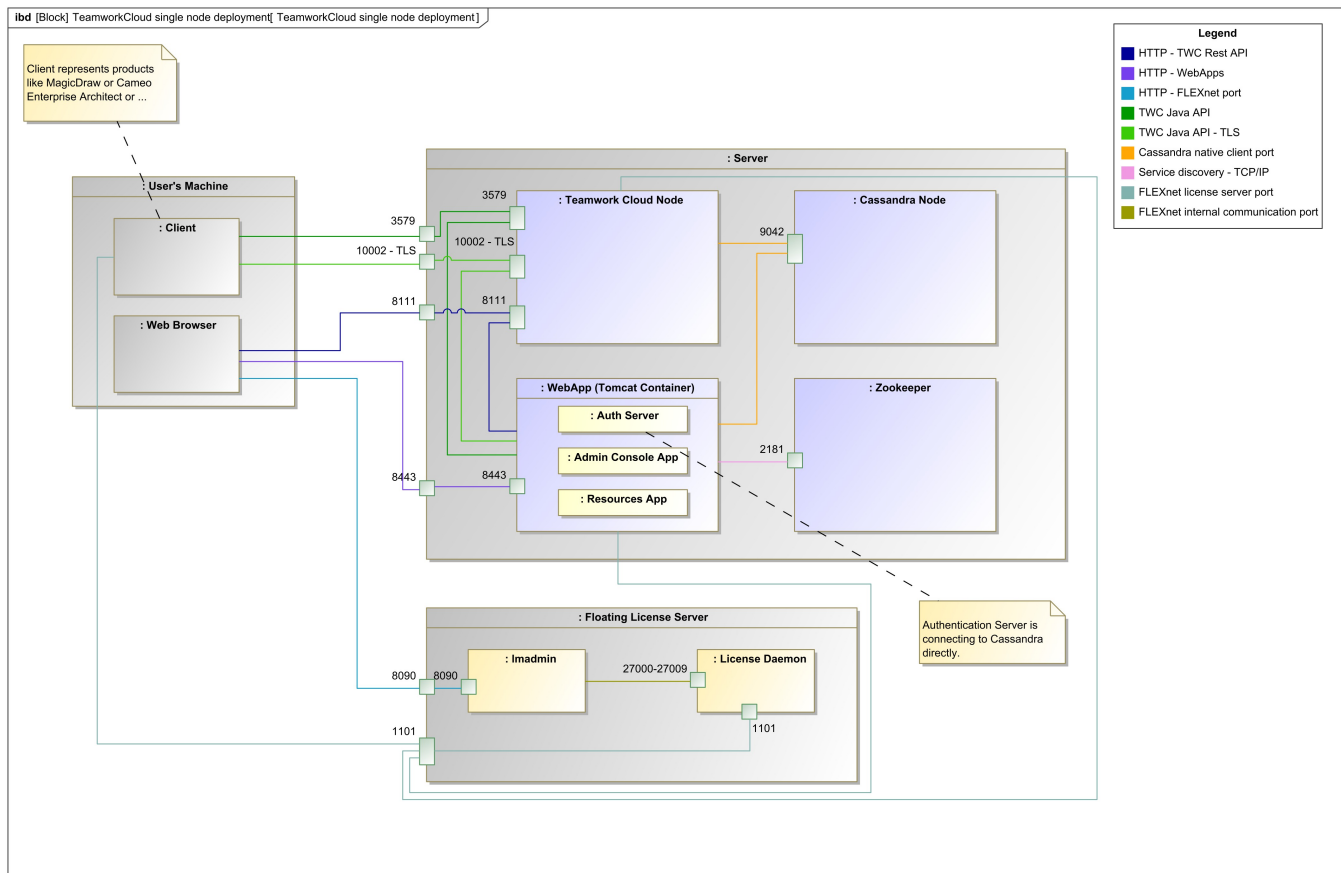 ibd [Block] TeamworkCloud single node deployment[ TeamworkCloud single node deployment]
Client represents products
like MagicDraw or Cameo
Enterprise Architect or ...
Legend
HTTP - TWC Rest API
HTTP - WebApps
HTTP - FLEXnet port
TWC Java API
TWC Java API - TLS
Cassandra native client port
Service discovery - TCP/IP
FLEXnet license server port
FLEXnet internal communication port
: User's Machine
: Client
: Web Browser
: Server
3579
3579
10002 - TLS
10002 - TLS
8111
8111
: Teamwork Cloud Node
9042
: Cassandra Node
: WebApp (Tomcat Container)
: Auth Server
: Admin Console App
: Resources App
8443
8443
2181
: Zookeeper
Authentication Server is
connecting to Cassandra
directly.
: Floating License Server
: lmadmin
27000-27009
: License Daemon
8090
8090
1101
1101